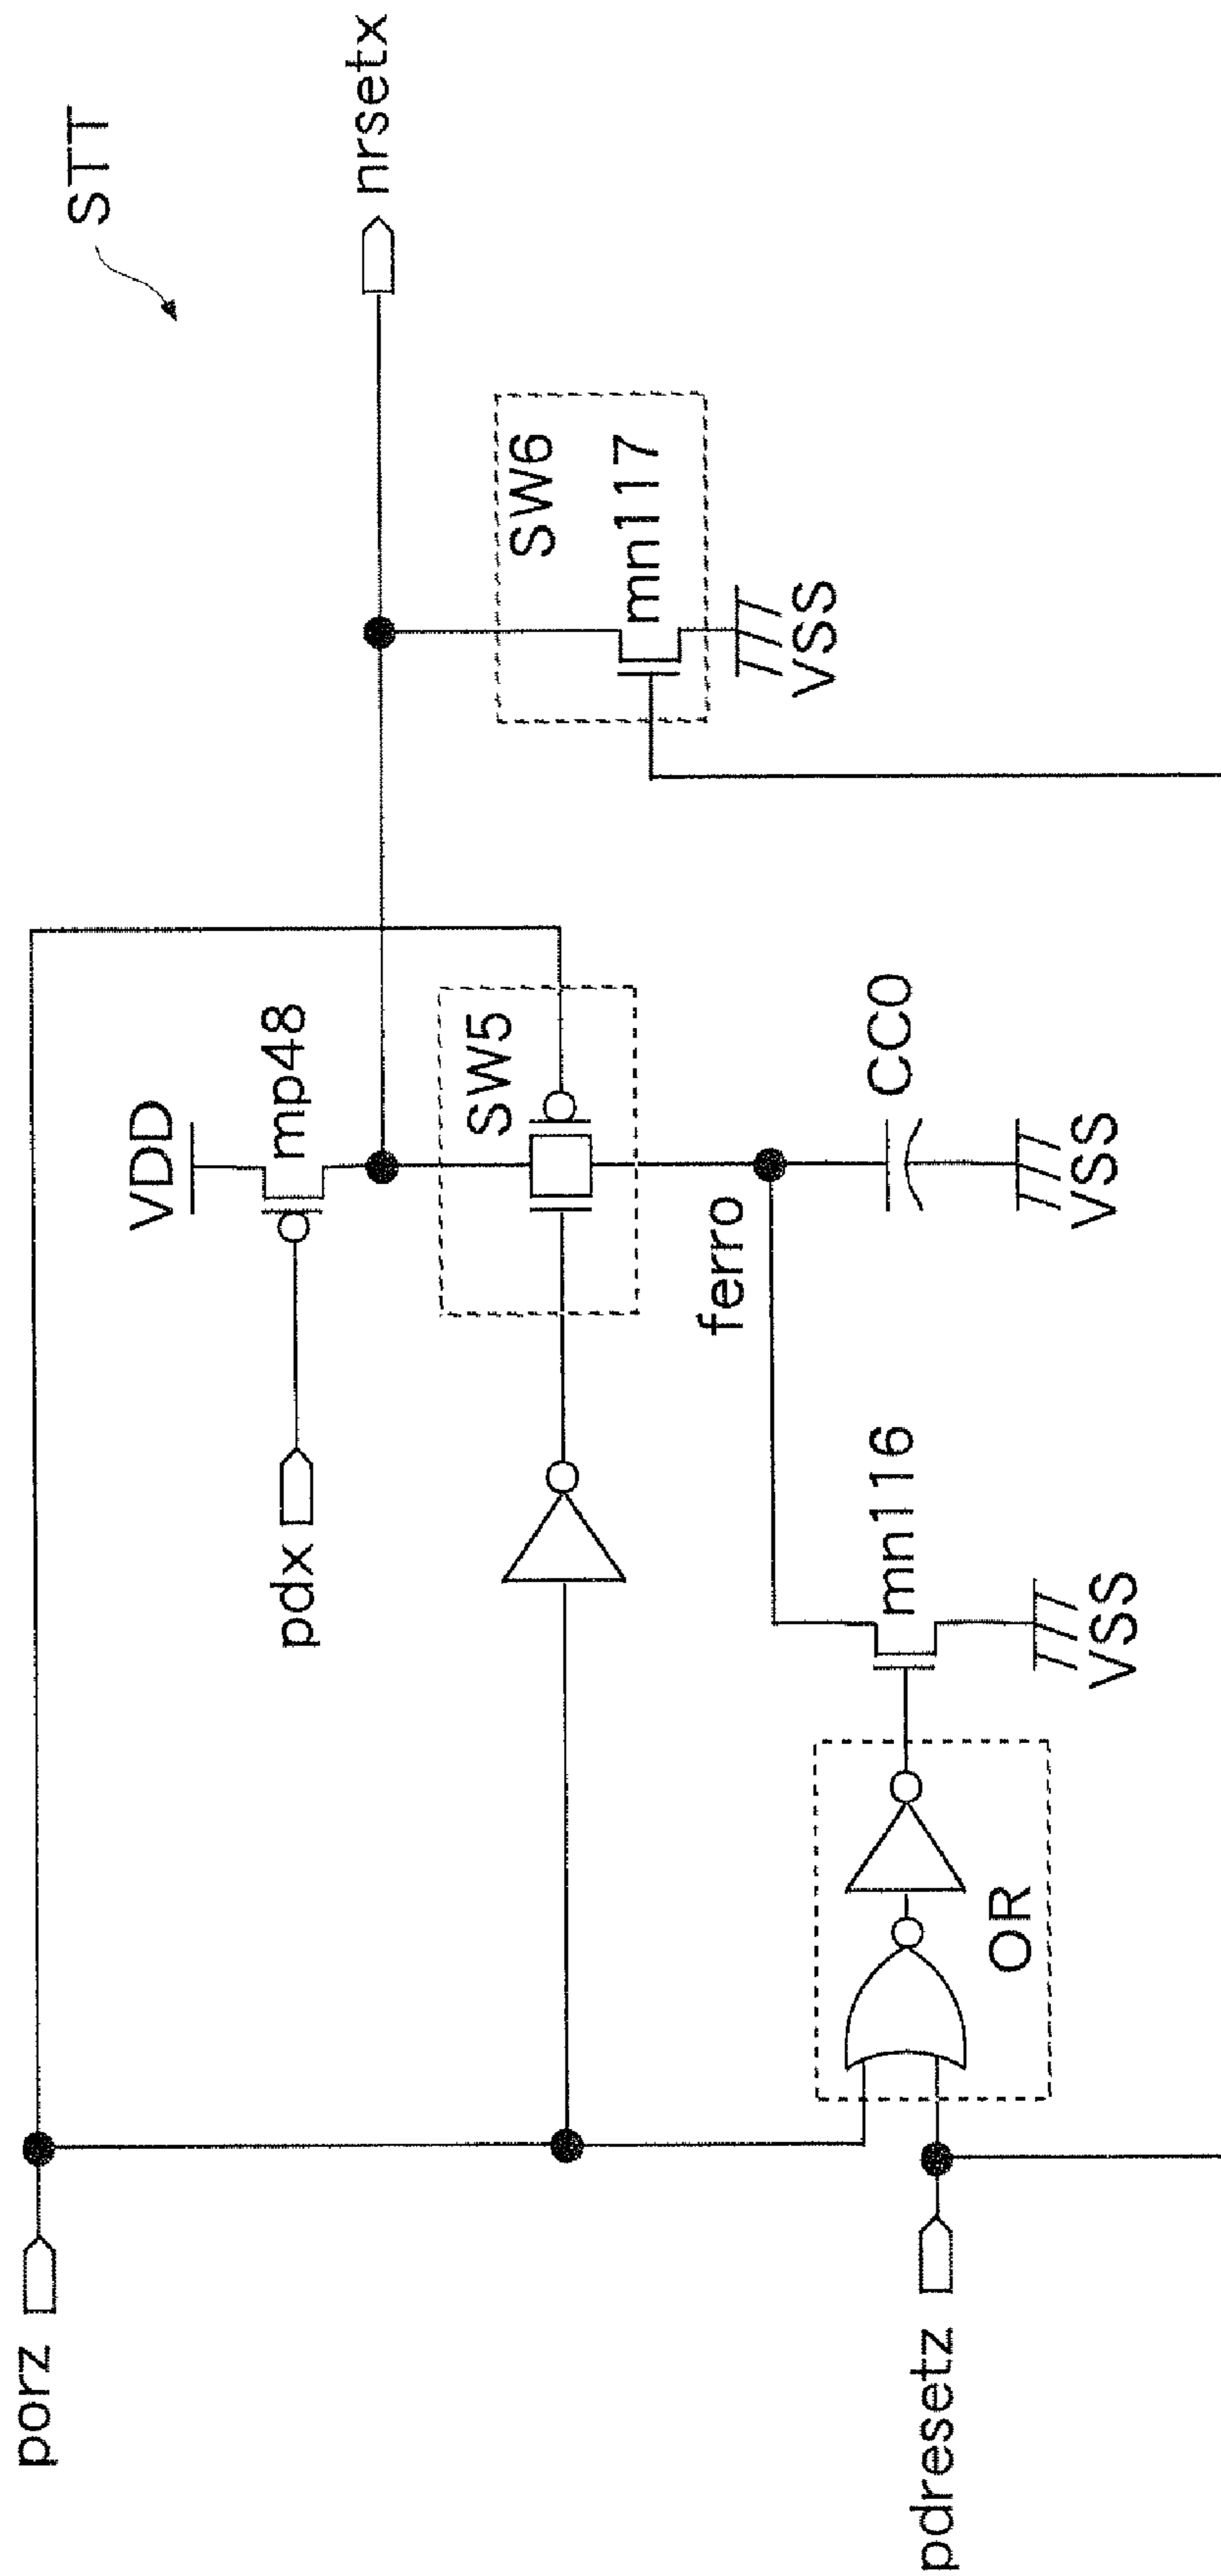 STT
porz
VDD
mp48
nrsetx
pdx
SW5
SW6
mn117
VSS
ferro
CC0
VSS
mn116
VSS
OR
pdresetz